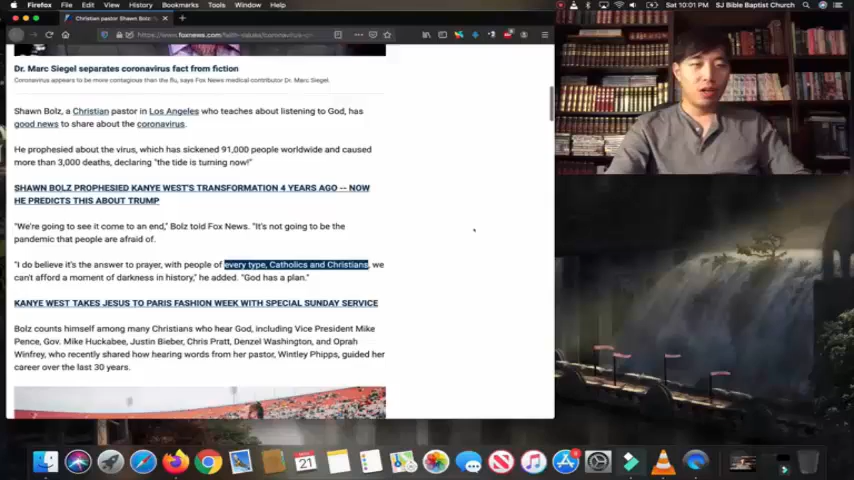 Firefox File Edit View History Bookmarks Tools Window Help
Sat 10:01 PM SJ Bible Baptist Church
Christian pastor Shawn Bolz
https://www.foxnews.com/faith-values/coronavirus-
Dr. Marc Siegel separates coronavirus fact from fiction
Coronavirus appears to be more contagious than the flu, says Fox News medical contributor Dr. Marc Siegel.
Shawn Bolz, a Christian pastor in Los Angeles who teaches about listening to God, has
good news to share about the coronavirus.
He prophesied about the virus, which has sickened 91,000 people worldwide and caused
more than 3,000 deaths, declaring "the tide is turning now!"
SHAWN BOLZ PROPHESIED KANYE WEST'S TRANSFORMATION 4 YEARS AGO -- NOW
HE PREDICTS THIS ABOUT TRUMP
"We're going to see it come to an end," Bolz told Fox News. "It's not going to be the
pandemic that people are afraid of.
"I do believe it's the answer to prayer, with people of every type, Catholics and Christians, we
can't afford a moment of darkness in history," he added. "God has a plan."
KANYE WEST TAKES JESUS TO PARIS FASHION WEEK WITH SPECIAL SUNDAY SERVICE
Bolz counts himself among many Christians who hear God, including Vice President Mike
Pence, Gov. Mike Huckabee, Justin Bieber, Chris Pratt, Denzel Washington, and Oprah
Winfrey, who recently shared how hearing words from her pastor, Wintley Phipps, guided her
career over the last 30 years.
21